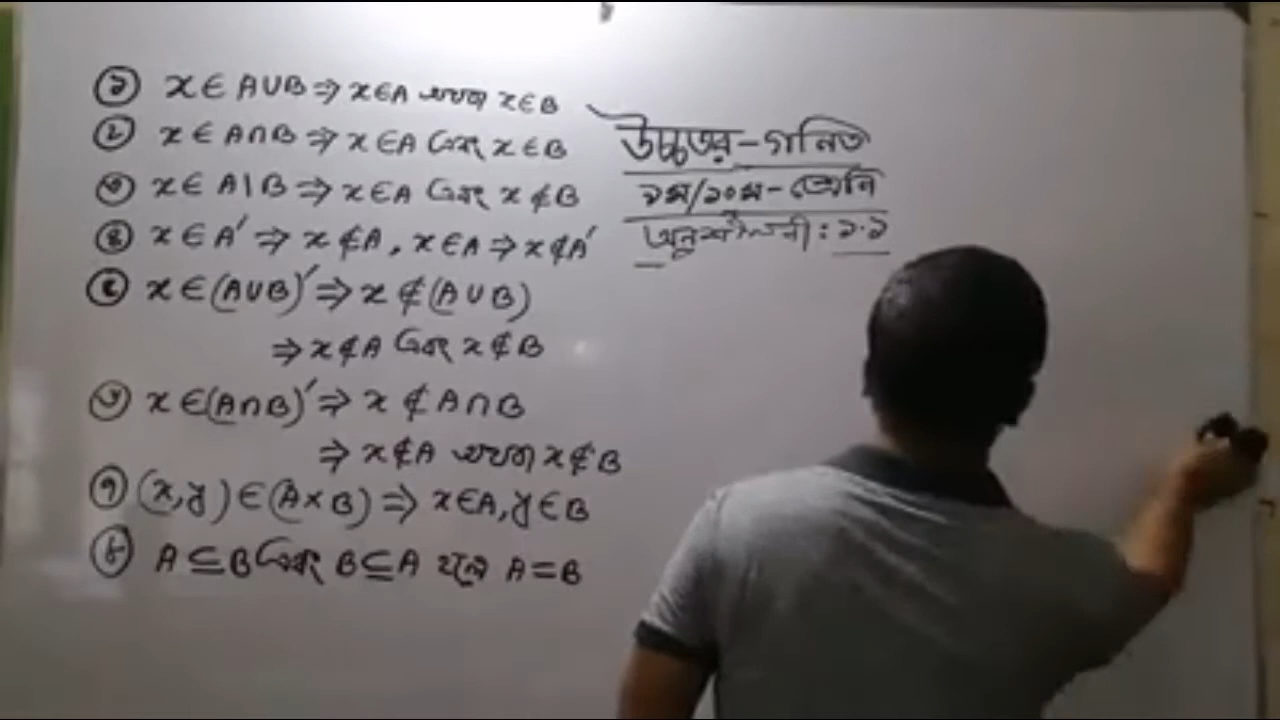 ১ x ∈ A∪B ⇒ x∈A অথবা x∈B
২ x ∈ A∩B ⇒ x∈A এবং x∈B
৩ x ∈ A\B ⇒ x∈A এবং x∉B
৪ x ∈ A′ ⇒ x∉A, x∈A ⇒ x∉A′
৫ x ∈ (A∪B)′ ⇒ x ∉ (A∪B)
⇒ x∉A এবং x∉B
৬ x ∈ (A∩B)′ ⇒ x ∉ A∩B
⇒ x∉A অথবা x∉B
৭ (x,y) ∈ (A×B) ⇒ x∈A, y∈B
৮ A⊆B এবং B⊆A হলে A=B
উচ্চতর-গনিত
৯ম/১০ম-শ্রেনি
অনুশীলনী: ১.১